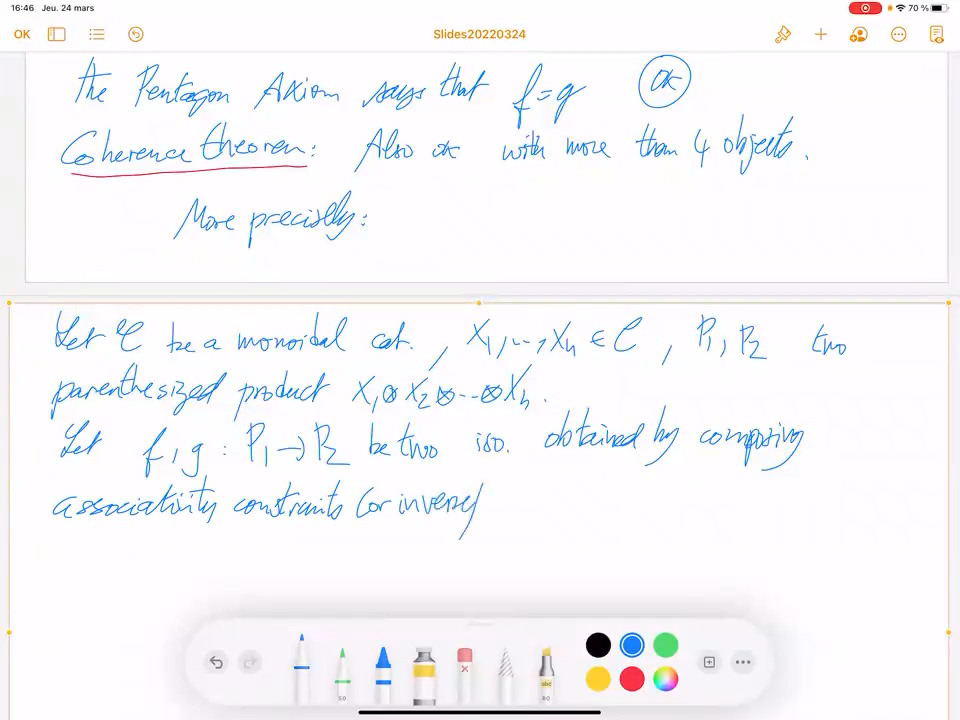 16:46 Jeu. 24 mars 70 %
OK Slides20220324
the Pentagon Axiom says that f=g OK
Coherence theorem: Also ok with more than 4 objects.
More precisely:
Let C be a monoidal cat., X1,...,Xn ∈ C, P1, P2 two
parenthesized product X1⊗X2⊗...⊗Xn.
Let f,g: P1→P2 be two iso. obtained by composing
associativity constraints (or inverse)
50 80